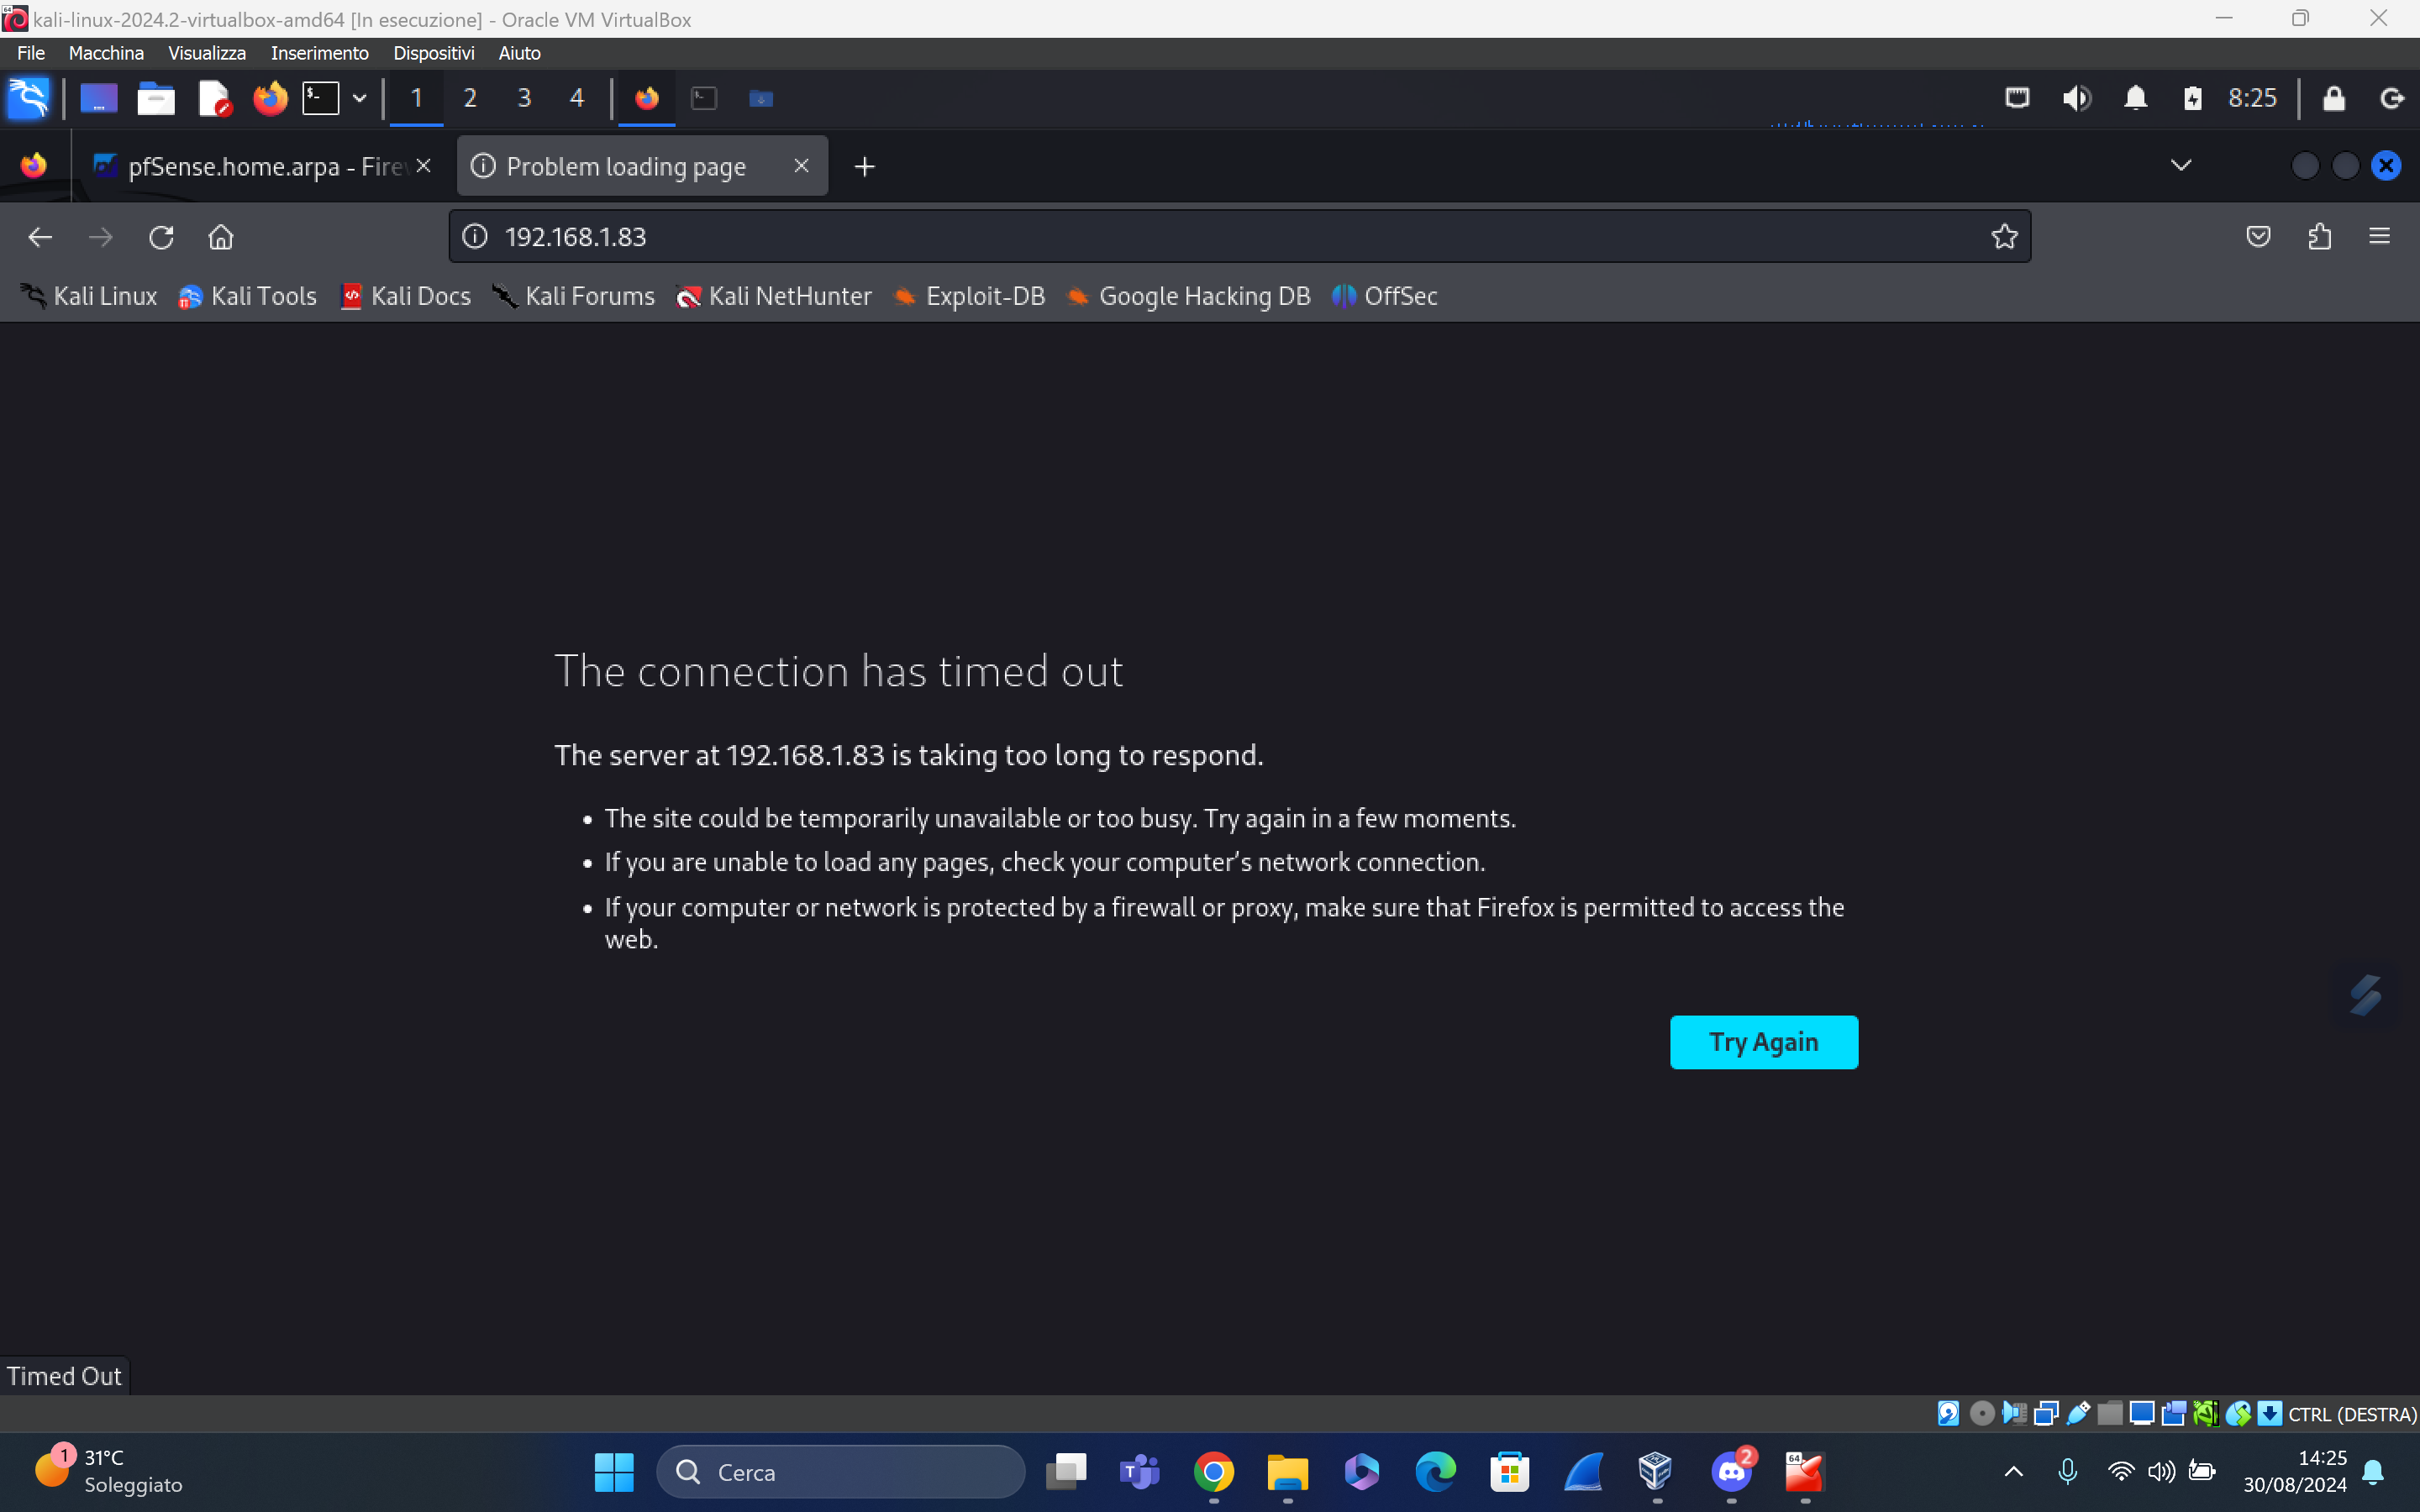 kali-linux-2024.2-virtualbox-amd64 [In esecuzione] - Oracle VM VirtualBox
File Macchina Visualizza Inserimento Dispositivi Aiuto
1 2 3 4 8:25
pfSense.home.arpa - Fire
Problem loading page
192.168.1.83
Kali Linux Kali Tools Kali Docs Kali Forums Kali NetHunter Exploit-DB Google Hacking DB OffSec
The connection has timed out
The server at 192.168.1.83 is taking too long to respond.
• The site could be temporarily unavailable or too busy. Try again in a few moments.
• If you are unable to load any pages, check your computer’s network connection.
• If your computer or network is protected by a firewall or proxy, make sure that Firefox is permitted to access the
web.
Try Again
Timed Out
CTRL (DESTRA)
1
31°C
Soleggiato
Cerca
2
64
14:25
30/08/2024